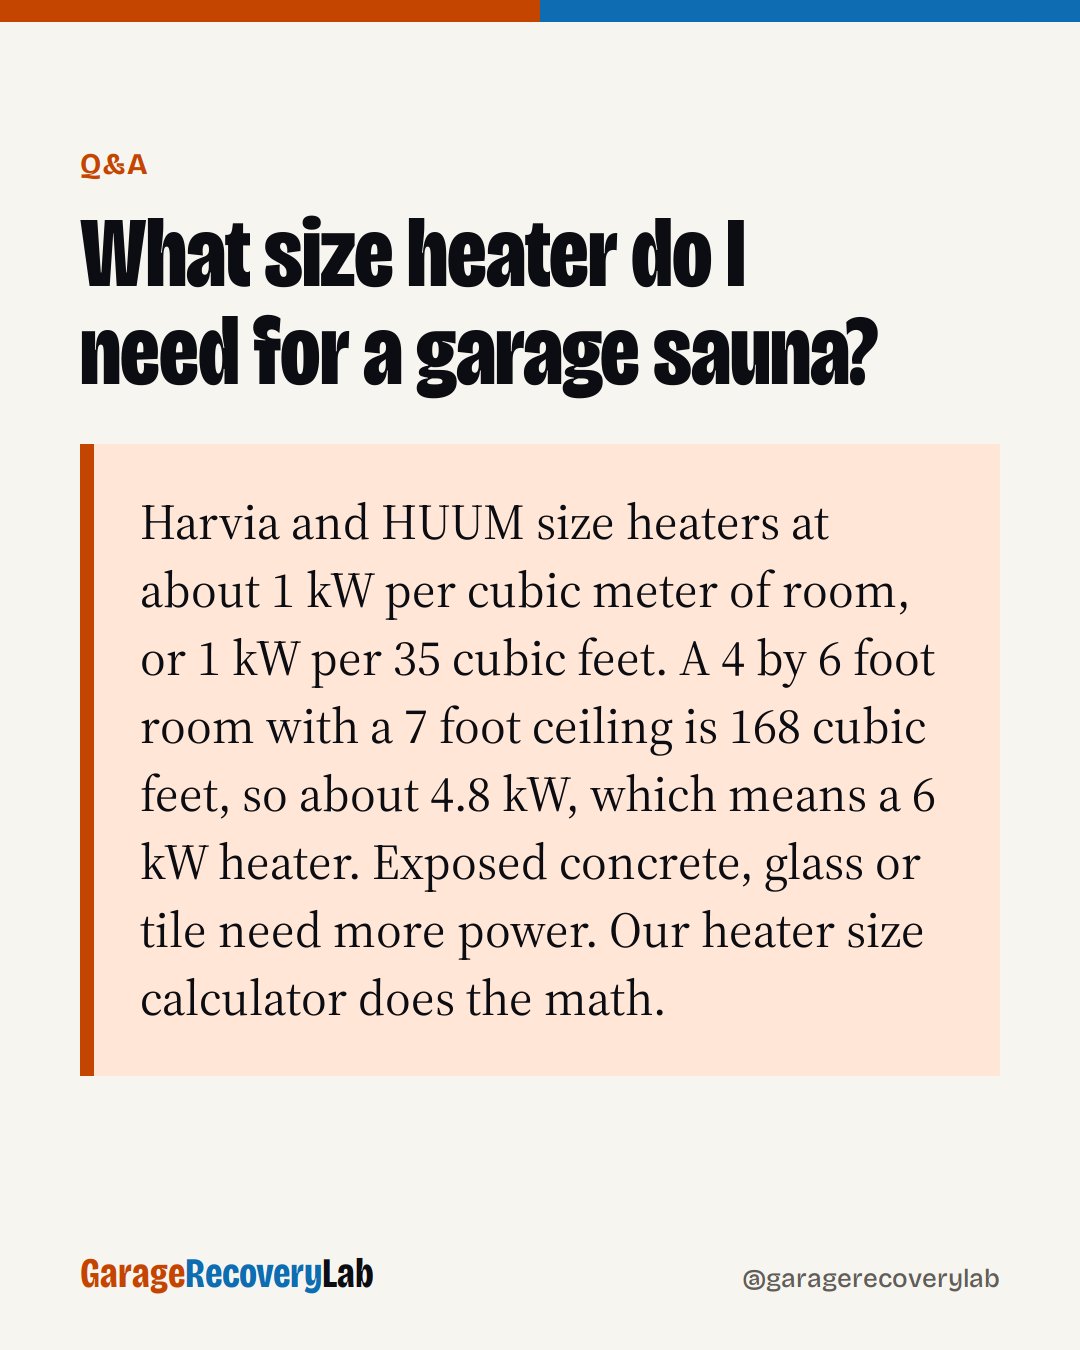 Q&A
What size heater do I
need for a garage sauna?
Harvia and HUUM size heaters at
about 1 kW per cubic meter of room,
or 1 kW per 35 cubic feet. A 4 by 6 foot
room with a 7 foot ceiling is 168 cubic
feet, so about 4.8 kW, which means a 6
kW heater. Exposed concrete, glass or
tile need more power. Our heater size
calculator does the math.
GarageRecoveryLab
@garagerecoverylab